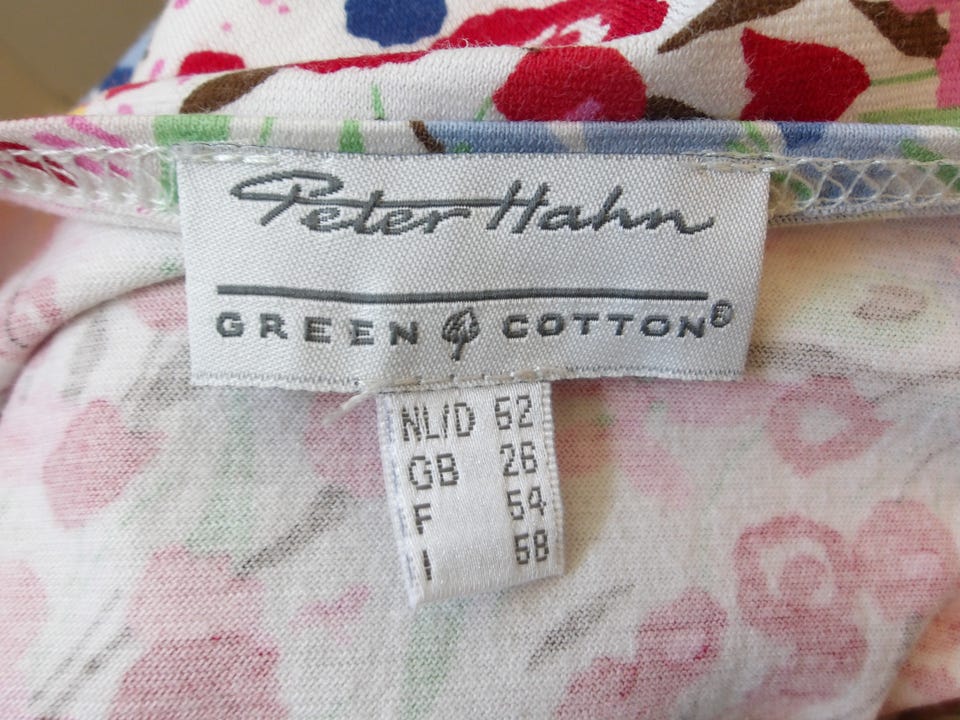 Peter Hahn
GREEN COTTON®
NL/D 52
GB 26
F 54
I 58